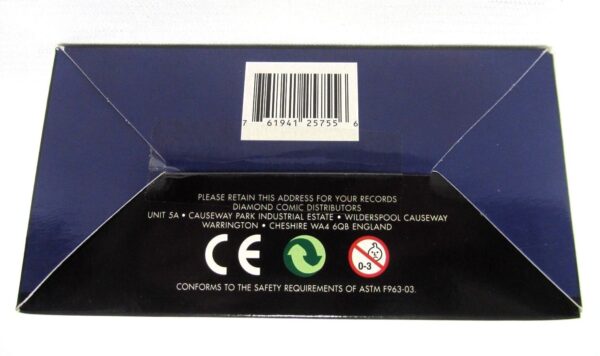 7 61941 25755 6
PLEASE RETAIN THIS ADDRESS FOR YOUR RECORDS
DIAMOND COMIC DISTRIBUTORS
UNIT 5A • CAUSEWAY PARK INDUSTRIAL ESTATE • WILDERSPOOL CAUSEWAY
WARRINGTON • CHESHIRE WA4 6QB ENGLAND
CE
0-3
CONFORMS TO THE SAFETY REQUIREMENTS OF ASTM F963-03.